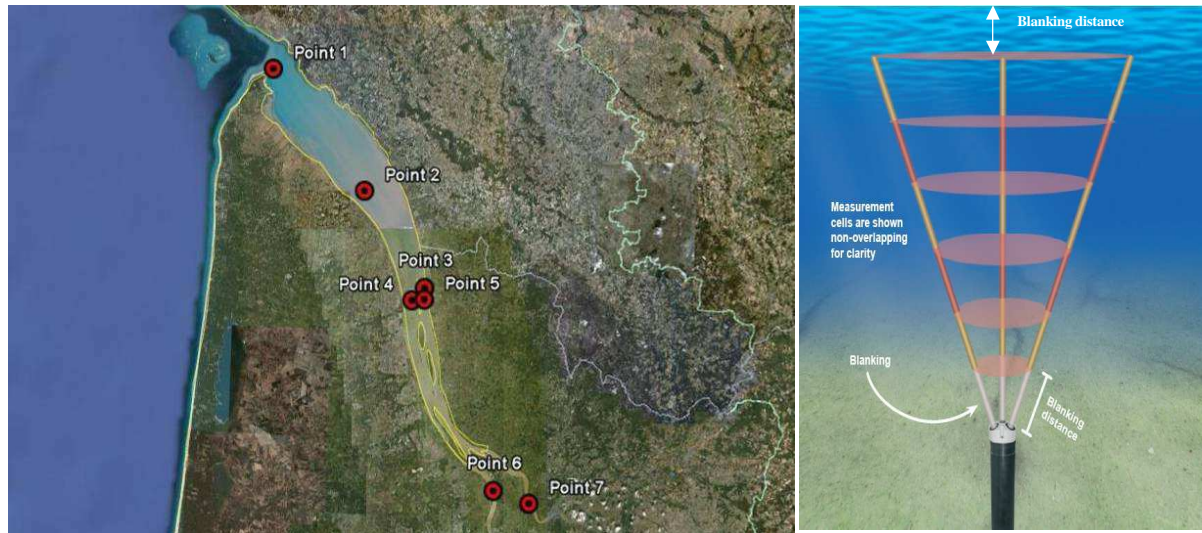 Point 1
Point 2
Point 3
Point 4
Point 5
Point 6
Point 7
Blanking distance
Measurement
cells are shown
non-overlapping
for clarity
Blanking
Blanking
distance